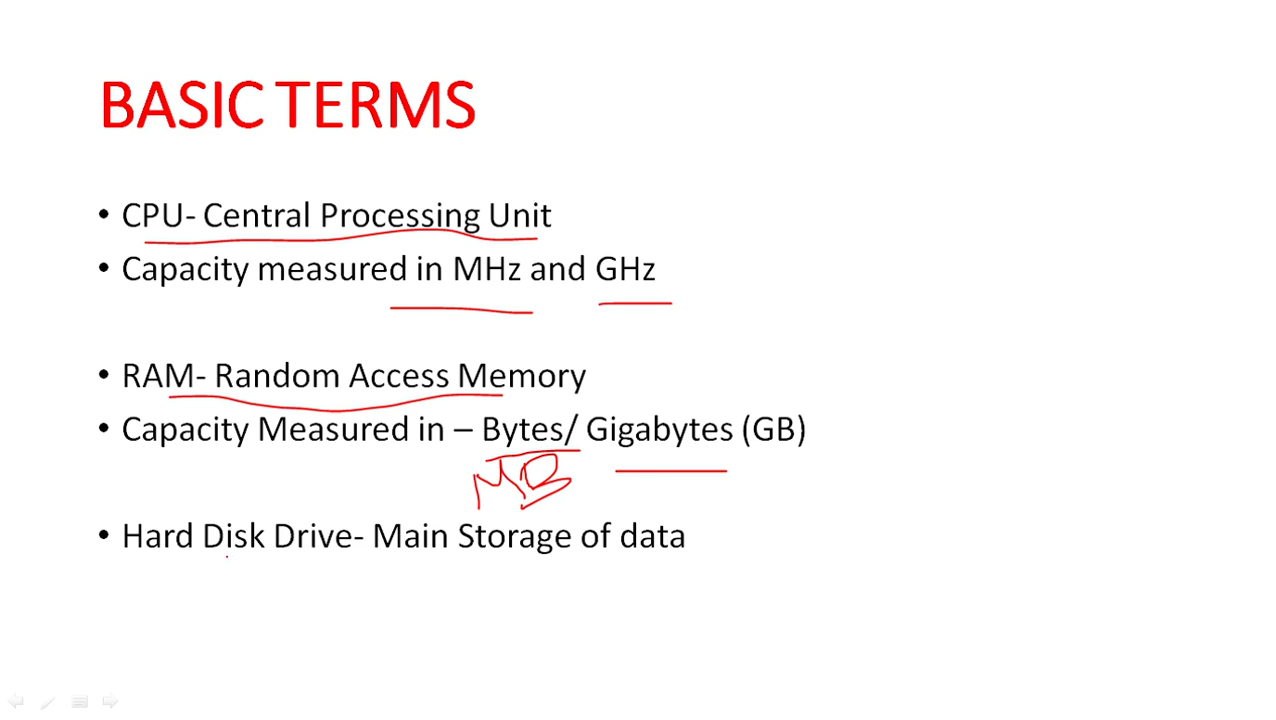 BASIC TERMS
• CPU- Central Processing Unit
• Capacity measured in MHz and GHz
• RAM- Random Access Memory
• Capacity Measured in – Bytes/ Gigabytes (GB)
MB
• Hard Disk Drive- Main Storage of data